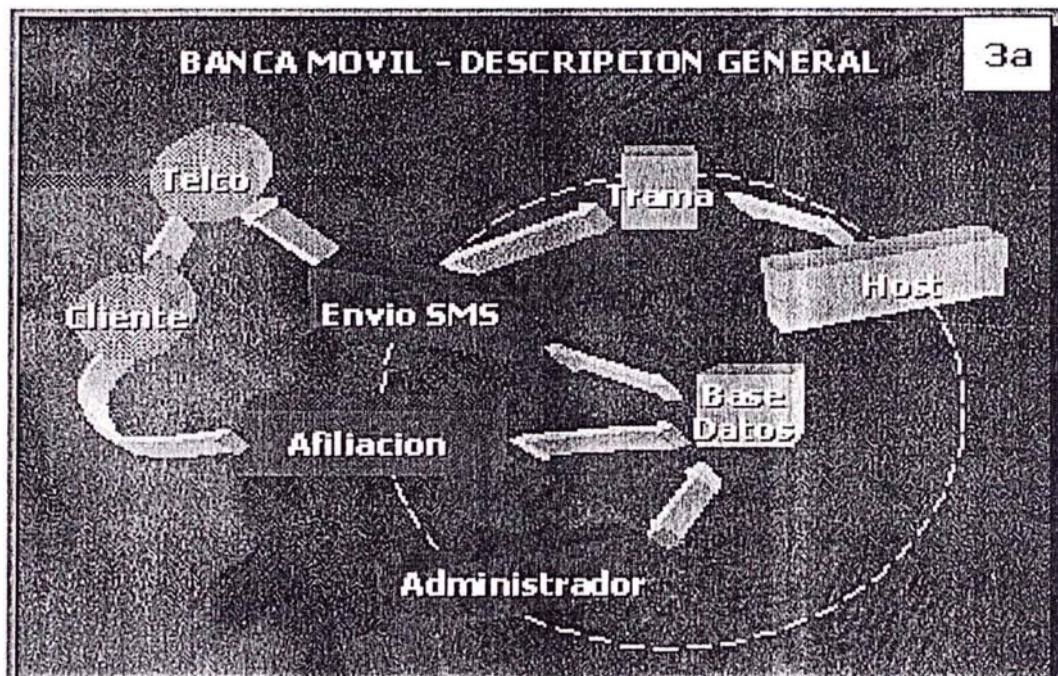 BANCA MOVIL - DESCRIPCION GENERAL
3a
Telco
Trama
Host
Cliente
Envio SMS
Base
Datos
Afiliacion
Administrador